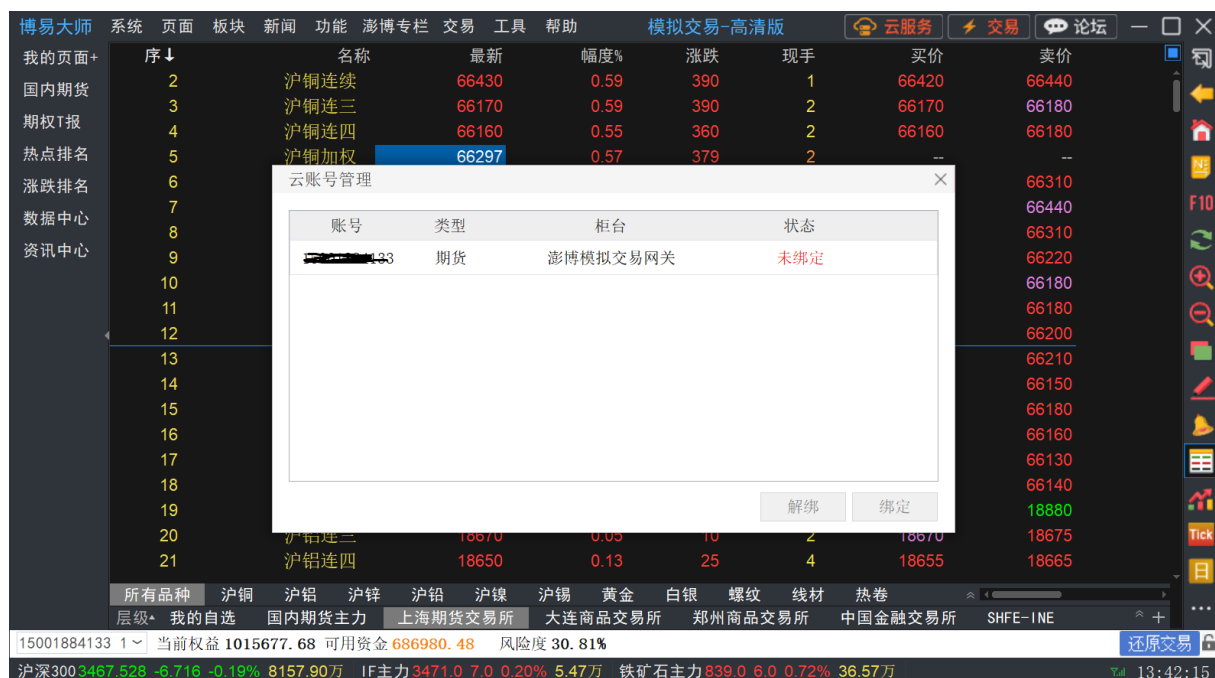 博易大师 系统 页面 板块 新闻 功能 澎博专栏 交易 工具 帮助 模拟交易-高清版 云服务 交易 论坛
我的页面+ 序↓ 名称 最新 幅度% 涨跌 现手 买价 卖价
2 沪铜连续 66430 0.59 390 1 66420 66440
国内期货
3 沪铜连三 66170 0.59 390 2 66170 66180
期权T报
4 沪铜连四 66160 0.55 360 2 66160 66180
热点排名
5 沪铜加权 66297 0.57 379 2 -- --
云账号管理
涨跌排名
6 66310
7 66440 F10
数据中心
账号 类型 柜台 状态
8 66310
资讯中心
133 期货 澎博模拟交易网关 未绑定
9 66220
10 66180
11 66180
12 66200
13 66210
14 66150
15 66180
16 66160
17 66130
18 66140
解绑 绑定
19 18880
20 沪铝连三 18670 0.05 10 2 18670 18675 Tick
21 沪铝连四 18650 0.13 25 4 18655 18665 日
所有品种 沪铜 沪铝 沪锌 沪铅 沪镍 沪锡 黄金 白银 螺纹 线材 热卷
层级 我的自选 国内期货主力 上海期货交易所 大连商品交易所 郑州商品交易所 中国金融交易所 SHFE-INE
15001884133 1 当前权益 1015677.68 可用资金 686980.48 风险度 30.81% 还原交易
沪深300 3467.528 -6.716 -0.19% 8157.90万 IF主力 3471.0 7.0 0.20% 5.47万 铁矿石主力 839.0 6.0 0.72% 36.57万 13:42:15